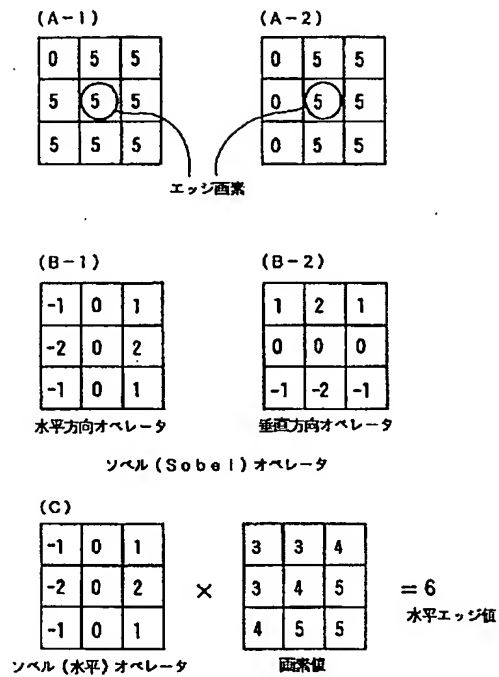 (A-1) (A-2)
0 5 5 0 5 5
5 5 5 0 5 5
5 5 5 0 5 5
エッジ画素
(B-1) (B-2)
-1 0 1 1 2 1
-2 0 2 0 0 0
-1 0 1 -1 -2 -1
水平方向オペレータ 垂直方向オペレータ
ソベル(Sobel)オペレータ
(C)
-1 0 1 3 3 4
-2 0 2 × 3 4 5 = 6
-1 0 1 4 5 5
水平エッジ値
ソベル(水平)オペレータ 画素値